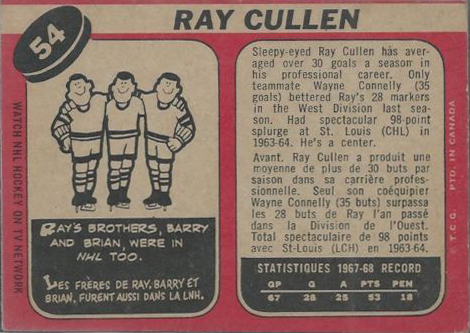 54
RAY CULLEN
WATCH NHL HOCKEY ON TV NETWORK
RAY'S BROTHERS, BARRY
AND BRIAN, WERE IN
NHL TOO.
LES FRÈRES DE RAY, BARRY ET
BRIAN, FURENT AUSSI DANS LA LNH.
Sleepy-eyed Ray Cullen has aver-
aged over 30 goals a season in
his professional career. Only
teammate Wayne Connelly (35
goals) bettered Ray's 28 markers
in the West Division last sea-
son. Had spectacular 98-point
splurge at St. Louis (CHL) in
1963-64. He's a center.
Avant. Ray Cullen a produit une
moyenne de plus de 30 buts par
saison dans sa carrière profes-
sionnelle. Seul son coéquipier
Wayne Connelly (35 buts) surpassa
les 28 buts de Ray l'an passé
dans la Division de l'Ouest.
Total spectaculaire de 98 points
avec St-Louis (LCH) en 1963-64.
STATISTIQUES 1967-68 RECORD
GP G A PTS PIM
67 28 25 53 18
T.C.G. PTD. IN CANADA